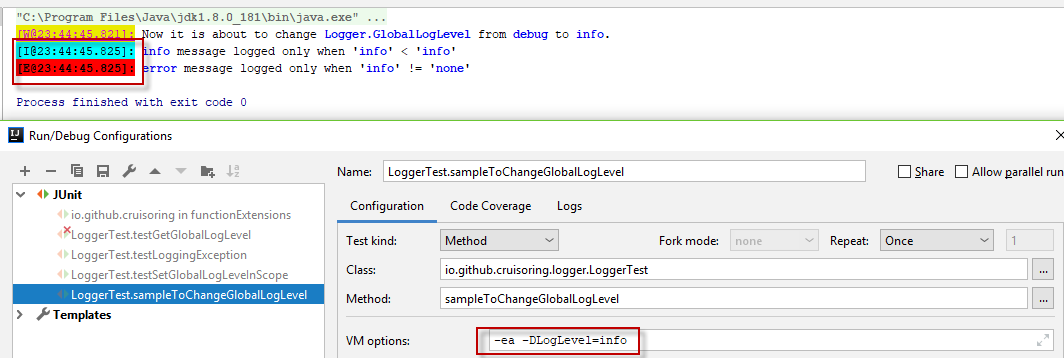 "C:\Program Files\Java\jdk1.8.0_181\bin\java.exe" ...
[W@23:44:45.821]: Now it is about to change Logger.GlobalLogLevel from debug to info.
[I@23:44:45.825]: info message logged only when 'info' < 'info'
[E@23:44:45.825]: error message logged only when 'info' != 'none'
Process finished with exit code 0
IJ Run/Debug Configurations
Name: LoggerTest.sampleToChangeGlobalLogLevel Share Allow parallel run
JUnit
io.github.cruisoring in functionExtensions
LoggerTest.testGetGlobalLogLevel
LoggerTest.testLoggingException
LoggerTest.testSetGlobalLogLevelInScope
LoggerTest.sampleToChangeGlobalLogLevel
Templates
Configuration Code Coverage Logs
Test kind: Method Fork mode: none Repeat: Once 1
Class: io.github.cruisoring.logger.LoggerTest ...
Method: sampleToChangeGlobalLogLevel ...
VM options: -ea -DLogLevel=info